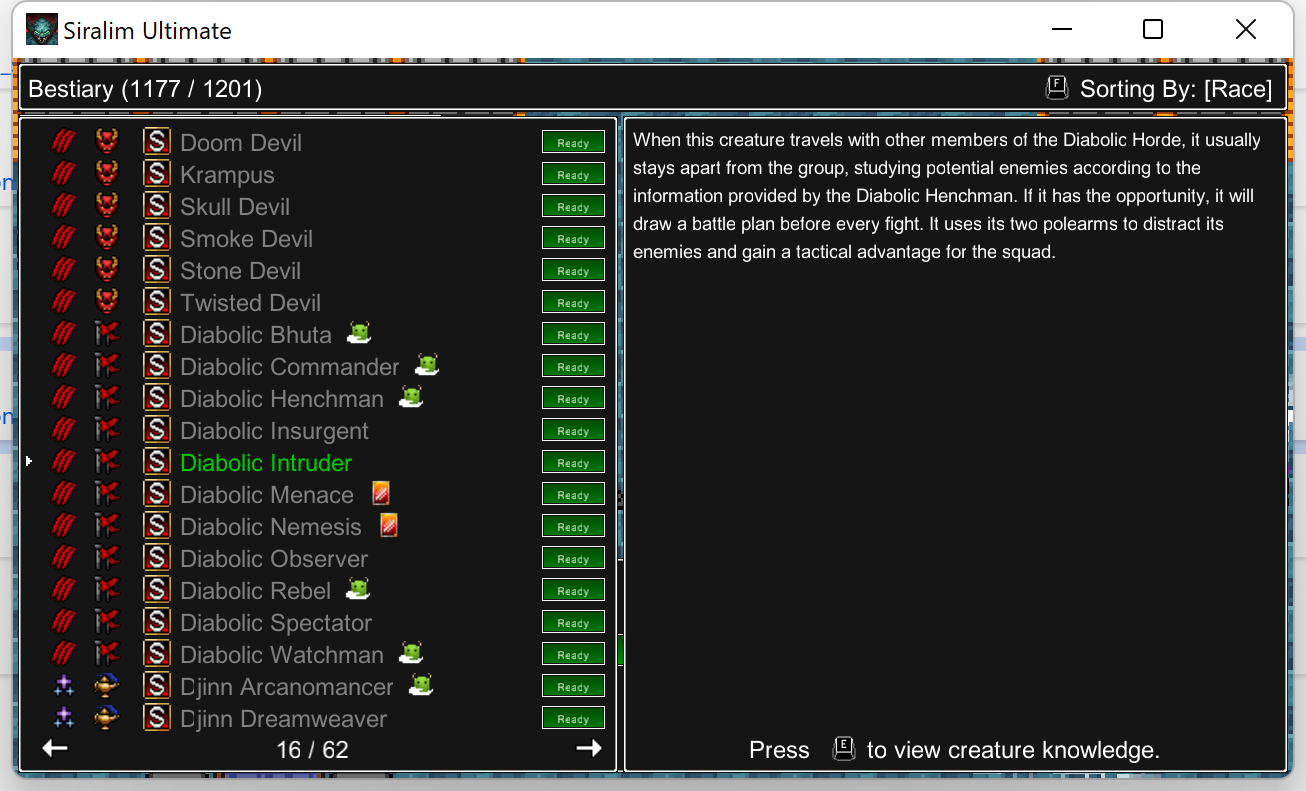 Siralim Ultimate
Bestiary (1177 / 1201)
F Sorting By: [Race]
S Doom Devil Ready
S Krampus Ready
S Skull Devil Ready
S Smoke Devil Ready
S Stone Devil Ready
S Twisted Devil Ready
S Diabolic Bhuta Ready
S Diabolic Commander Ready
S Diabolic Henchman Ready
S Diabolic Insurgent Ready
S Diabolic Intruder Ready
S Diabolic Menace Ready
S Diabolic Nemesis Ready
S Diabolic Observer Ready
S Diabolic Rebel Ready
S Diabolic Spectator Ready
S Diabolic Watchman Ready
S Djinn Arcanomancer Ready
S Djinn Dreamweaver Ready
16 / 62
When this creature travels with other members of the Diabolic Horde, it usually
stays apart from the group, studying potential enemies according to the
information provided by the Diabolic Henchman. If it has the opportunity, it will
draw a battle plan before every fight. It uses its two polearms to distract its
enemies and gain a tactical advantage for the squad.
Press E to view creature knowledge.